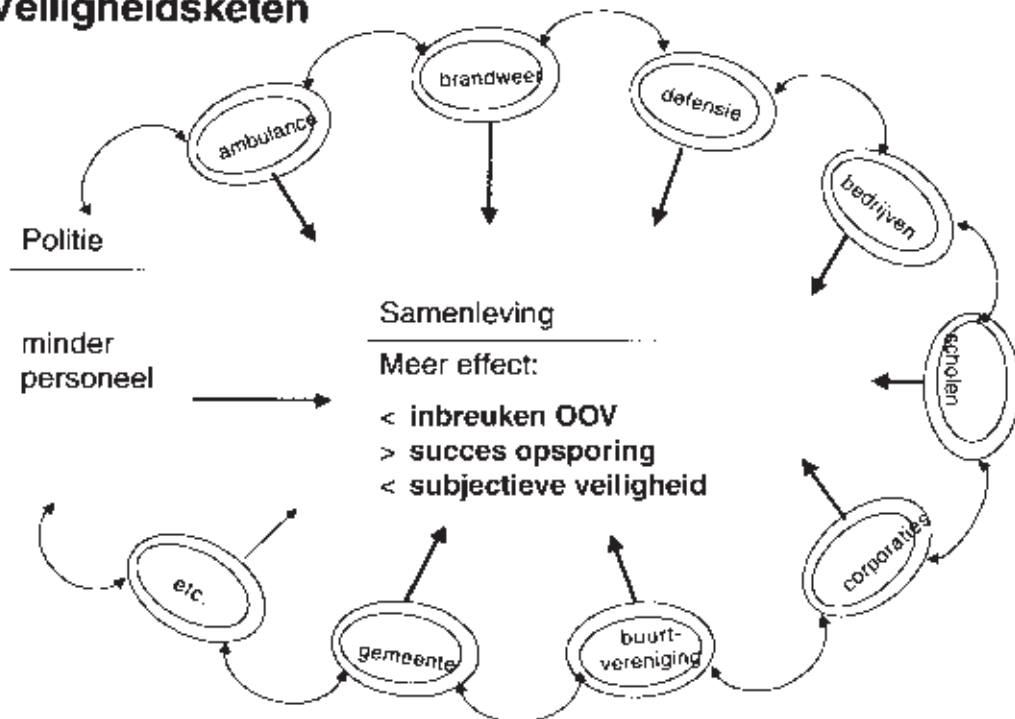 Veiligheidsketen
brandweer
defensie
ambulance
bedrijven
Politie
Samenleving
scholen
minder
personeel
Meer effect:
< inbreuken OOV
> succes opsporing
< subjectieve veiligheid
corporaties
etc.
gemeente
buurt-
vereniging